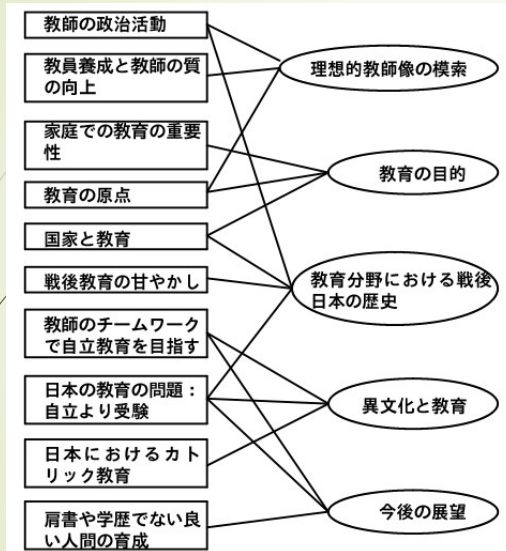 教師の政治活動
教員養成と教師の質
の向上
家庭での教育の重要
性
教育の原点
国家と教育
戦後教育の甘やかし
教師のチームワーク
で自立教育を目指す
日本の教育の問題：
自立より受験
日本におけるカト
リック教育
肩書や学歴でない良
い人間の育成
理想的教師像の模索
教育の目的
教育分野における戦後
日本の歴史
異文化と教育
今後の展望